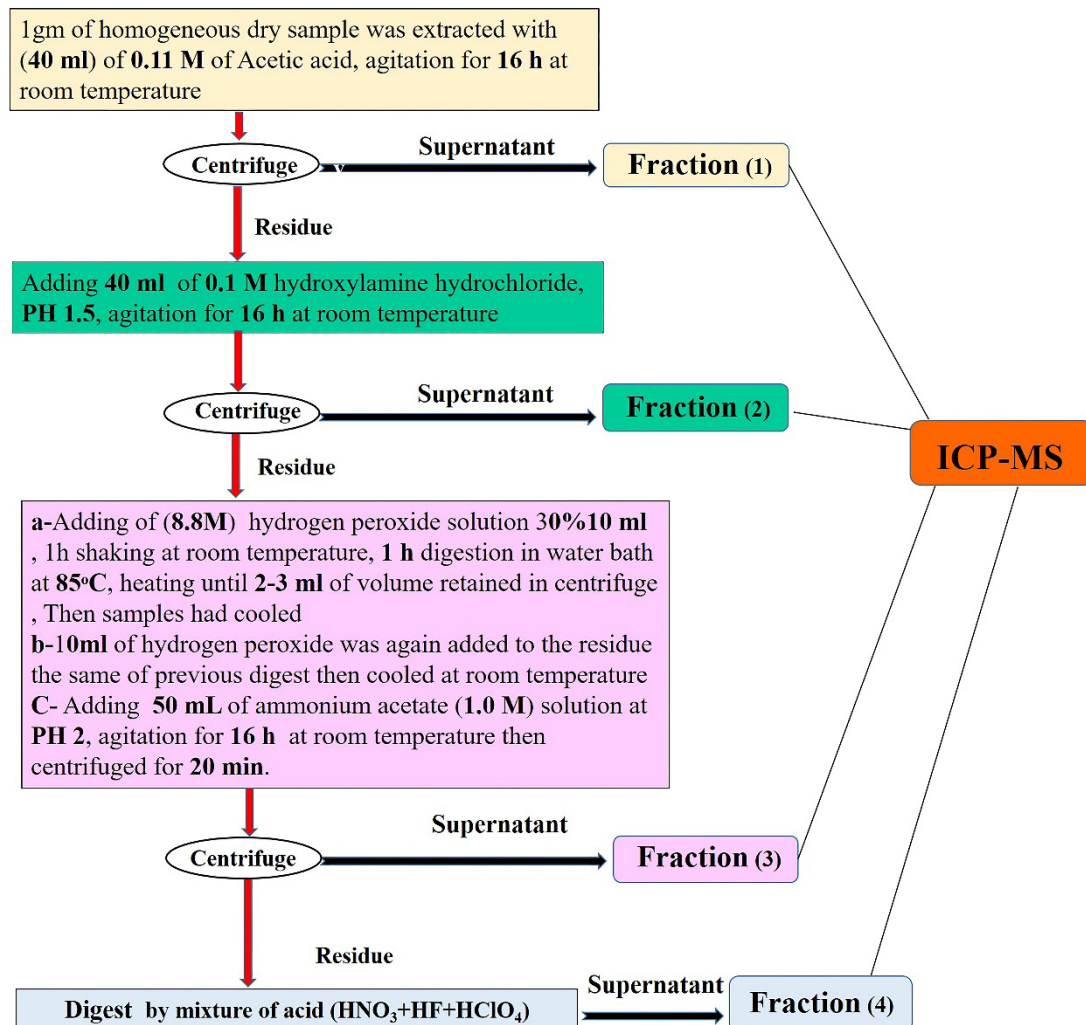 1gm of homogeneous dry sample was extracted with
(40 ml) of 0.11 M of Acetic acid, agitation for 16 h at
room temperature
Centrifuge
v
Supernatant
Fraction (1)
Residue
Adding 40 ml of 0.1 M hydroxylamine hydrochloride,
PH 1.5, agitation for 16 h at room temperature
Centrifuge
Supernatant
Fraction (2)
ICP-MS
Residue
a-Adding of (8.8M) hydrogen peroxide solution 30%10 ml
, 1h shaking at room temperature, 1 h digestion in water bath
at 85°C, heating until 2-3 ml of volume retained in centrifuge
, Then samples had cooled
b-10ml of hydrogen peroxide was again added to the residue
the same of previous digest then cooled at room temperature
C- Adding 50 mL of ammonium acetate (1.0 M) solution at
PH 2, agitation for 16 h at room temperature then
centrifuged for 20 min.
Centrifuge
Supernatant
Fraction (3)
Residue
Digest by mixture of acid (HNO₃+HF+HClO₄)
Supernatant
Fraction (4)